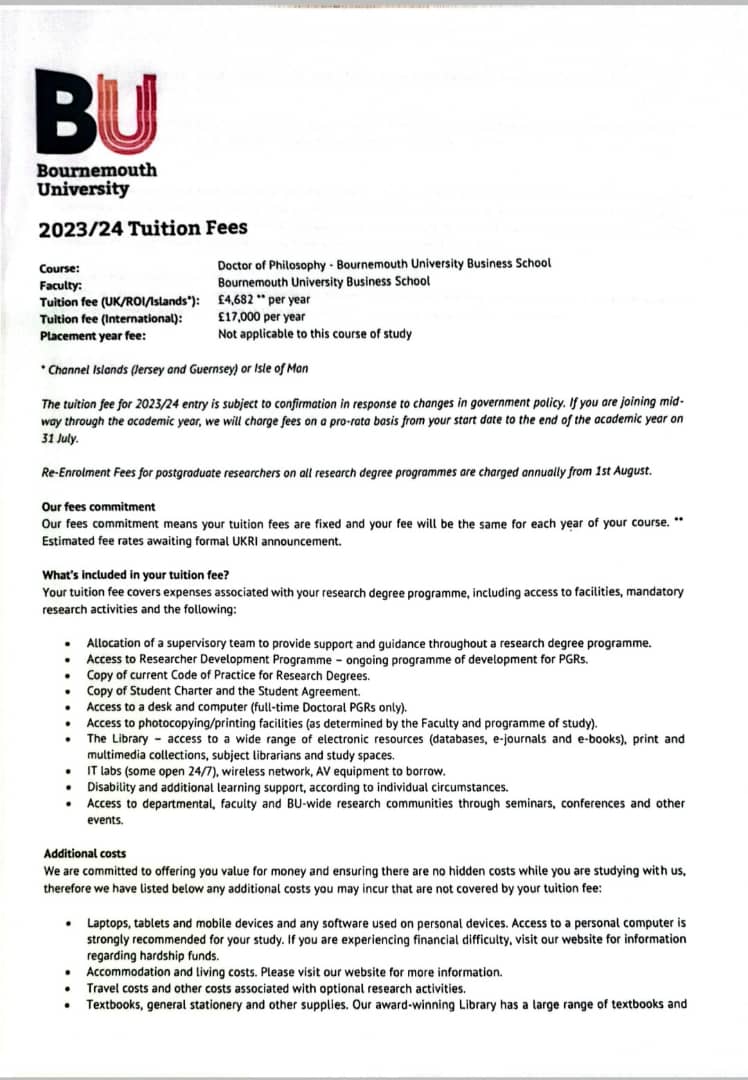 BU
Bournemouth
University
2023/24 Tuition Fees
Course: Doctor of Philosophy - Bournemouth University Business School
Faculty: Bournemouth University Business School
Tuition fee (UK/ROI/Islands*): £4,682 ** per year
Tuition fee (International): £17,000 per year
Placement year fee: Not applicable to this course of study
* Channel Islands (Jersey and Guernsey) or Isle of Man
The tuition fee for 2023/24 entry is subject to confirmation in response to changes in government policy. If you are joining mid-
way through the academic year, we will charge fees on a pro-rata basis from your start date to the end of the academic year on
31 July.
Re-Enrolment Fees for postgraduate researchers on all research degree programmes are charged annually from 1st August.
Our fees commitment
Our fees commitment means your tuition fees are fixed and your fee will be the same for each year of your course. **
Estimated fee rates awaiting formal UKRI announcement.
What's included in your tuition fee?
Your tuition fee covers expenses associated with your research degree programme, including access to facilities, mandatory
research activities and the following:
• Allocation of a supervisory team to provide support and guidance throughout a research degree programme.
• Access to Researcher Development Programme – ongoing programme of development for PGRs.
• Copy of current Code of Practice for Research Degrees.
• Copy of Student Charter and the Student Agreement.
• Access to a desk and computer (full-time Doctoral PGRs only).
• Access to photocopying/printing facilities (as determined by the Faculty and programme of study).
• The Library – access to a wide range of electronic resources (databases, e-journals and e-books), print and
multimedia collections, subject librarians and study spaces.
• IT labs (some open 24/7), wireless network, AV equipment to borrow.
• Disability and additional learning support, according to individual circumstances.
• Access to departmental, faculty and BU-wide research communities through seminars, conferences and other
events.
Additional costs
We are committed to offering you value for money and ensuring there are no hidden costs while you are studying with us,
therefore we have listed below any additional costs you may incur that are not covered by your tuition fee:
• Laptops, tablets and mobile devices and any software used on personal devices. Access to a personal computer is
strongly recommended for your study. If you are experiencing financial difficulty, visit our website for information
regarding hardship funds.
• Accommodation and living costs. Please visit our website for more information.
• Travel costs and other costs associated with optional research activities.
• Textbooks, general stationery and other supplies. Our award-winning Library has a large range of textbooks and